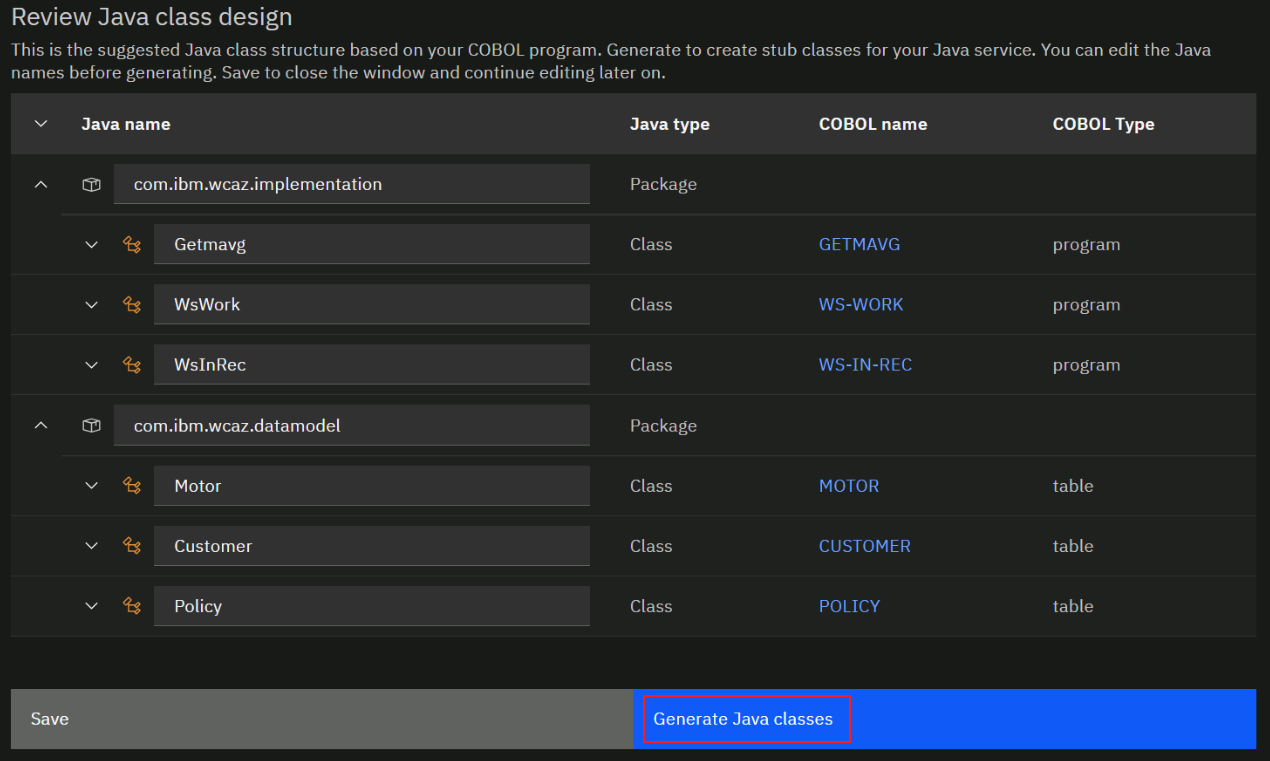 Review Java class design
This is the suggested Java class structure based on your COBOL program. Generate to create stub classes for your Java service. You can edit the Java
names before generating. Save to close the window and continue editing later on.
Java name Java type COBOL name COBOL Type
com.ibm.wcaz.implementation Package
Getmavg Class GETMAVG program
WsWork Class WS-WORK program
WsInRec Class WS-IN-REC program
com.ibm.wcaz.datamodel Package
Motor Class MOTOR table
Customer Class CUSTOMER table
Policy Class POLICY table
Save Generate Java classes